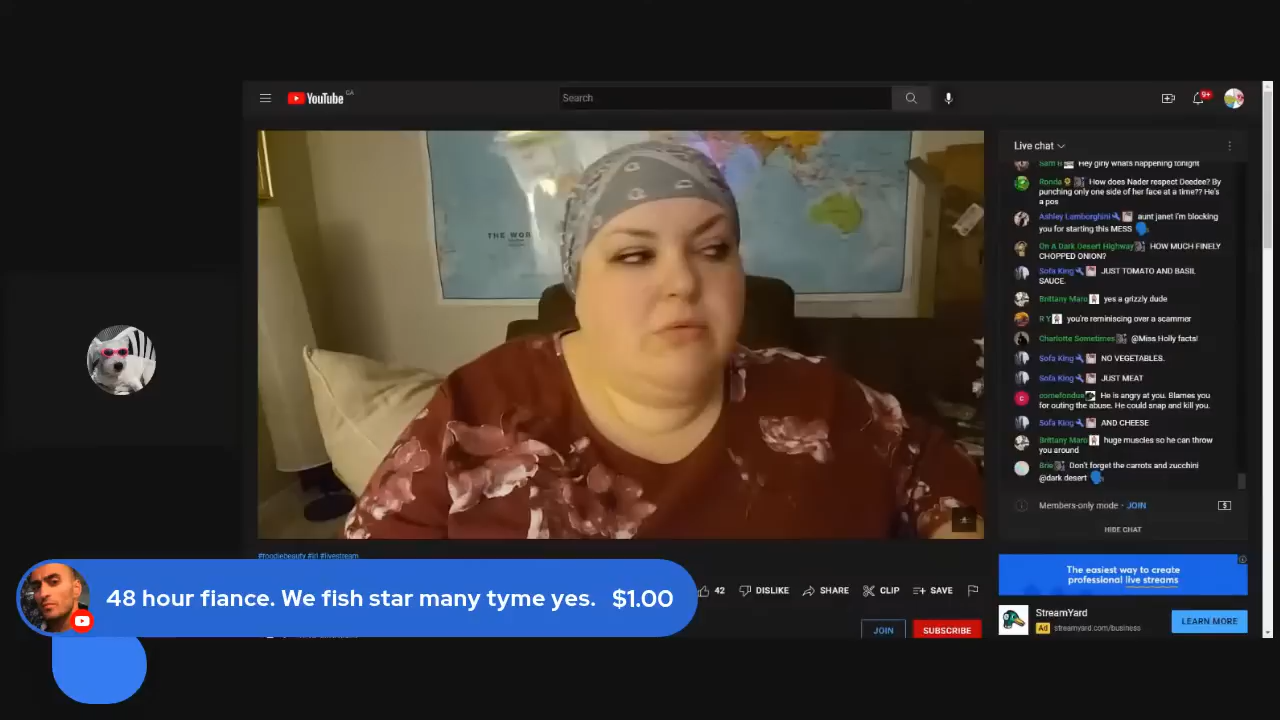 YouTube
GA
Search
9+
Live chat
Sam R Hey girly whats happening tonight
Ronda How does Nader respect Deedee? By
punching only one side of her face at a time?? He's
a pos
Ashley Lamborghini aunt janet I'm blocking
you for starting this MESS
On A Dark Desert Highway HOW MUCH FINELY
CHOPPED ONION?
Sofa King JUST TOMATO AND BASIL
SAUCE.
Brittany Maro yes a grizzly dude
R Y you're reminiscing over a scammer
Charlotte Sometimes @Miss Holly facts!
Sofa King NO VEGETABLES.
Sofa King JUST MEAT
He is angry at you. Blames you
for outing the abuse. He could snap and kill you.
Sofa King AND CHEESE
Brittany Maro huge muscles so he can throw
you around
Brie Don't forget the carrots and zucchini
@dark desert
Members-only mode - JOIN
HIDE CHAT
THE WOR
#foodiebeauty #irl #livestream
48 hour fiance. We fish star many tyme yes. $1.00
42 DISLIKE SHARE CLIP SAVE
JOIN SUBSCRIBE
The easiest way to create
professional live streams
StreamYard
Ad streamyard.com/business
LEARN MORE